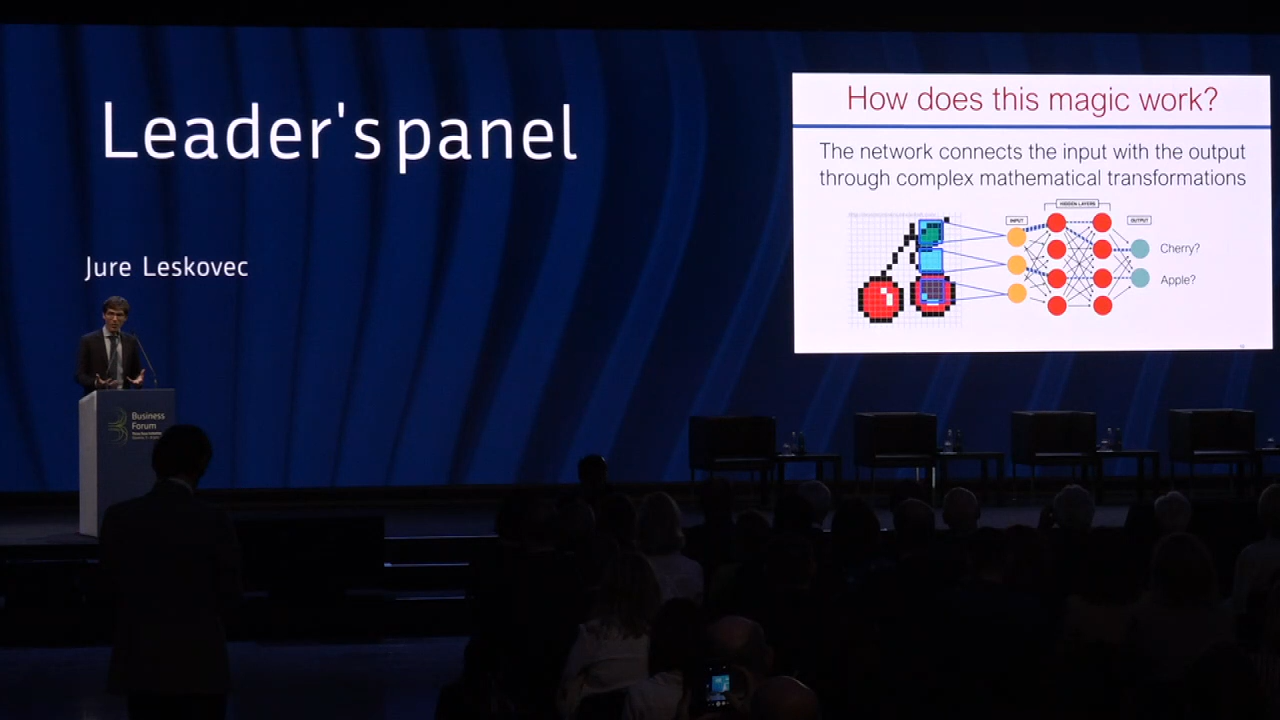 Leader's panel
Jure Leskovec
Business
Forum
How does this magic work?
The network connects the input with the output
through complex mathematical transformations
HIDDEN LAYERS
INPUT
OUTPUT
Cherry?
Apple?